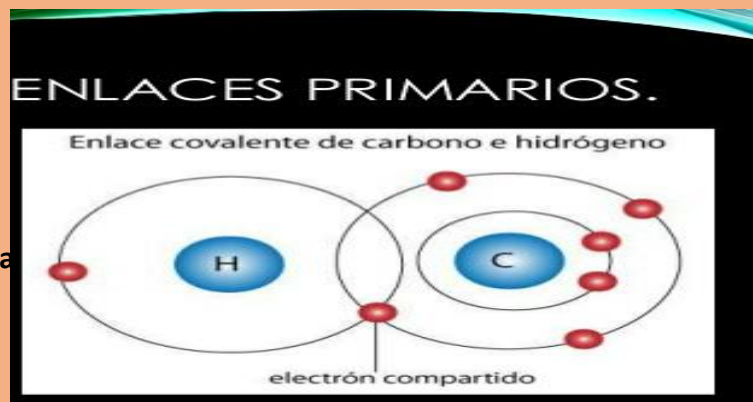 ENLACES PRIMARIOS.
Enlace covalente de carbono e hidrógeno
a
H
C
electrón compartido